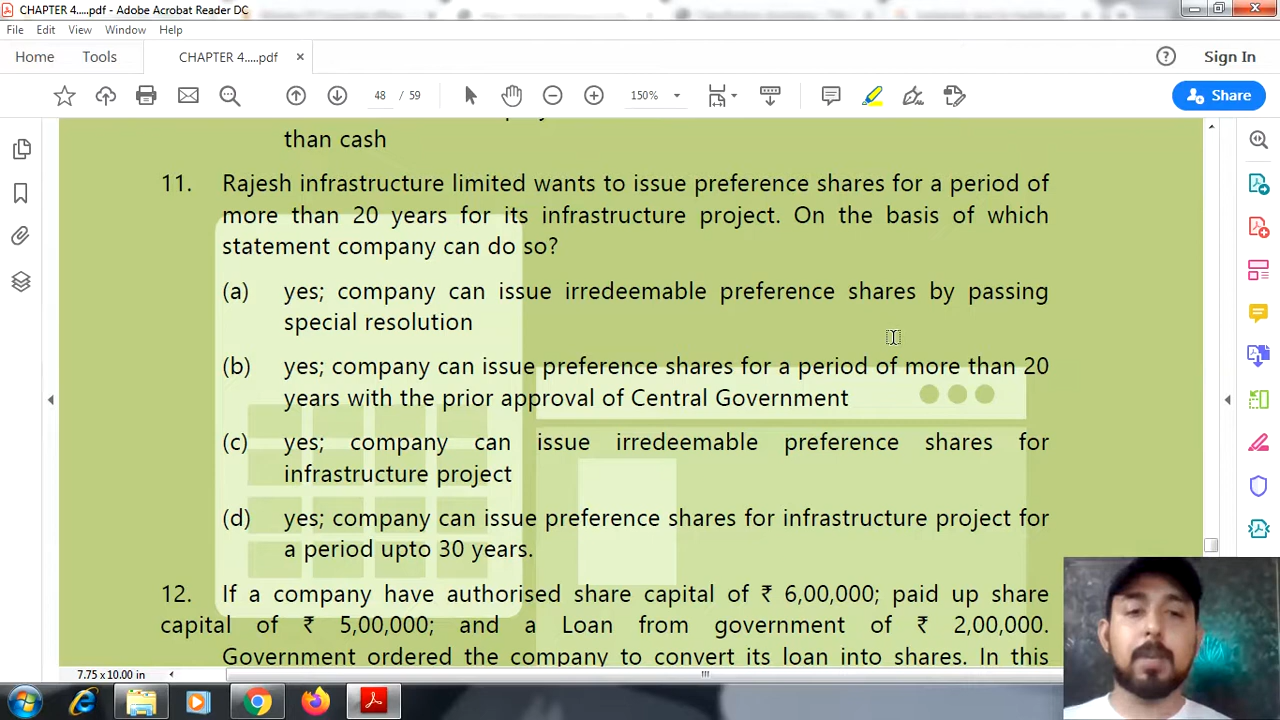 CHAPTER 4.....pdf - Adobe Acrobat Reader DC
File Edit View Window Help
Home Tools CHAPTER 4.....pdf × Sign In
48 / 59 150% Share
than cash
11. Rajesh infrastructure limited wants to issue preference shares for a period of
more than 20 years for its infrastructure project. On the basis of which
statement company can do so?
(a) yes; company can issue irredeemable preference shares by passing
special resolution
(b) yes; company can issue preference shares for a period of more than 20
years with the prior approval of Central Government
(c) yes; company can issue irredeemable preference shares for
infrastructure project
(d) yes; company can issue preference shares for infrastructure project for
a period upto 30 years.
12. If a company have authorised share capital of ₹ 6,00,000; paid up share
capital of ₹ 5,00,000; and a Loan from government of ₹ 2,00,000.
Government ordered the company to convert its loan into shares. In this
7.75 x 10.00 in